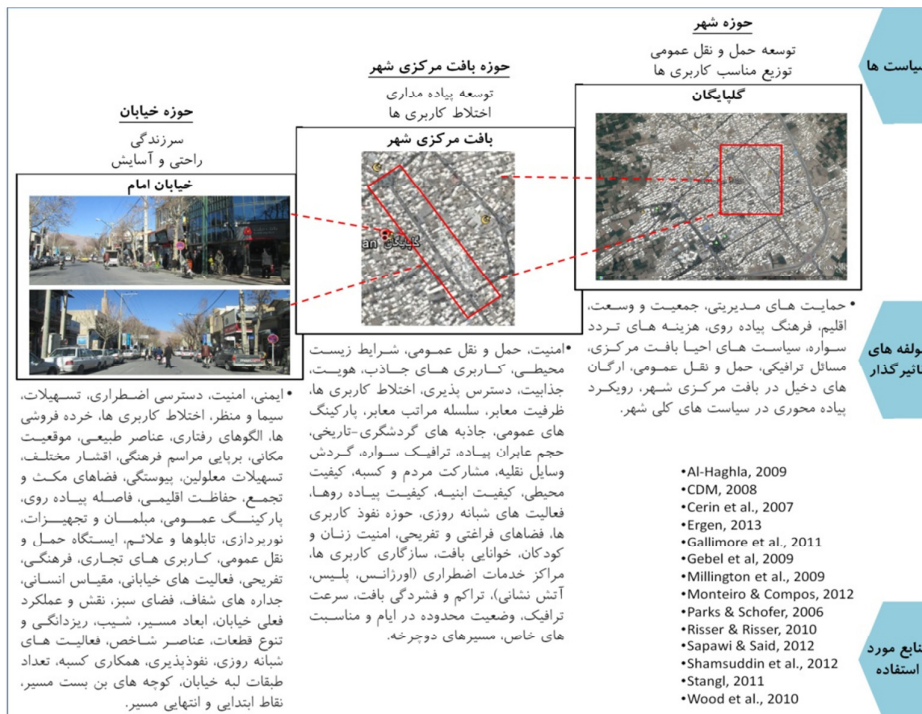 حوزه شهر
توسعه حمل و نقل عمومی
توزیع مناسب کاربری ها
گلپایگان
حوزه بافت مرکزی شهر
توسعه پیاده مداری
اختلاط کاربری ها
بافت مرکزی شهر
حوزه خیابان
سرزندگی
راحتی و آسایش
خیابان امام
سیاست ها
مولفه های
تاثیرگذار
• حمایت های مدیریتی، جمعیت و وسعت،
اقلیم، فرهنگ پیاده روی، هزینه های تردد
سواره، سیاست های احیا بافت مرکزی،
مسائل ترافیکی، حمل و نقل عمومی، ارگان
های دخیل در بافت مرکزی شهر، رویکرد
پیاده محوری در سیاست های کلی شهر.
•امنیت، حمل و نقل عمومی، شرایط زیست
محیطی، کاربری های جاذب، هویت،
جذابیت، دسترس پذیری، اختلاط کاربری ها،
ظرفیت معابر، سلسله مراتب معابر، پارکینگ
های عمومی، جاذبه های گردشگری-تاریخی،
حجم عابران پیاده، ترافیک سواره، گردش
وسایل نقلیه، مشارکت مردم و کسبه، کیفیت
محیطی، کیفیت ابنیه، کیفیت پیاده روها،
فعالیت های شبانه روزی، حوزه نفوذ کاربری
ها، فضاهای فراغتی و تفریحی، امنیت زنان و
کودکان، خوانایی بافت، سازگاری کاربری ها،
مراکز خدمات اضطراری (اورژانس، پلیس،
آتش نشانی)، تراکم و فشردگی بافت، سرعت
ترافیک، وضعیت محدوده در ایام و مناسبت
های خاص، مسیرهای دوچرخه.
• ایمنی، امنیت، دسترسی اضطراری، تسهیلات،
سیما و منظر، اختلاط کاربری ها، خرده فروشی
ها، الگوهای رفتاری، عناصر طبیعی، موقعیت
مکانی، برپایی مراسم فرهنگی، اقشار مختلف،
تسهیلات معلولین، پیوستگی، فضاهای مکث و
تجمع، حفاظت اقلیمی، فاصله پیاده روی،
پارکینگ عمومی، مبلمان و تجهیزات،
نورپردازی، تابلوها و علائم، ایستگاه حمل و
نقل عمومی، کاربری های تجاری، فرهنگی،
تفریحی، فعالیت های خیابانی، مقیاس انسانی،
جداره های شفاف، فضای سبز، نقش و عملکرد
فعلی خیابان، ابعاد مسیر، شیب، ریزدانگی و
تنوع قطعات، عناصر شاخص، فعالیت های
شبانه روزی، نفوذپذیری، همکاری کسبه، تعداد
طبقات لبه خیابان، کوچه های بن بست مسیر،
نقاط ابتدایی و انتهایی مسیر.
منابع مورد
استفاده
•Al-Haghla, 2009
•CDM, 2008
•Cerin et al., 2007
•Ergen, 2013
•Gallimore et al., 2011
•Gebel et al, 2009
•Millington et al., 2009
•Monteiro & Compos, 2012
•Parks & Schofer, 2006
•Risser & Risser, 2010
•Sapawi & Said, 2012
•Shamsuddin et al., 2012
•Stangl, 2011
•Wood et al., 2010